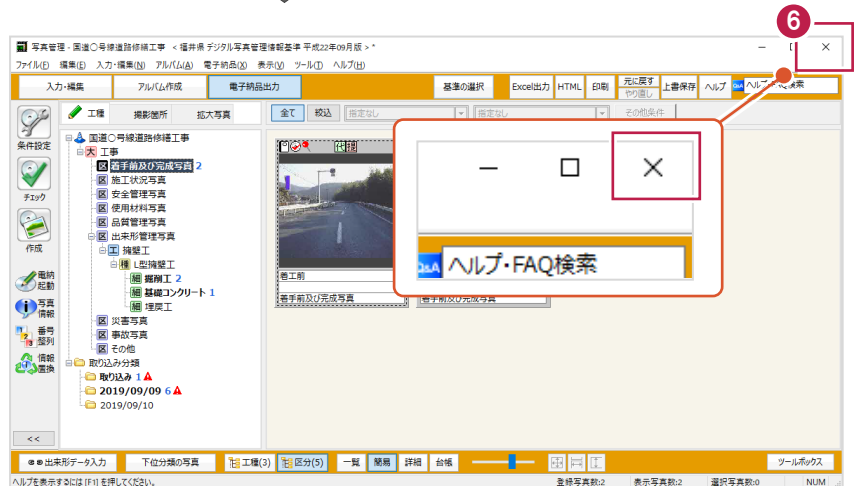 6
写真管理 - 国道○号線道路修繕工事 < 福井県 デジタル写真管理情報基準 平成22年09月版 > *
ファイル(F) 編集(E) 入力・編集(N) アルバム(A) 電子納品(X) 表示(V) ツール(T) ヘルプ(H)
入力・編集 アルバム作成 電子納品出力 基準の選択 Excel出力 HTML 印刷 元に戻す やり直し 上書保存 ヘルプ Q&A
条件設定
チェック
作成
電納起動
写真情報
番号整列
情報置換
<<
工種 撮影箇所 拡大写真
全て 絞込 指定なし 指定なし その他条件
国道○号線道路修繕工事
大 工事
区 着手前及び完成写真 2
区 施工状況写真
区 安全管理写真
区 使用材料写真
区 品質管理写真
区 出来形管理写真
工 擁壁工
種 L型擁壁工
細 掘削工 2
細 基礎コンクリート 1
細 埋戻工
区 災害写真
区 事故写真
区 その他
取り込み分類
取り込み 1
2019/09/09 6
2019/09/10
代 提
着工前
着手前及び完成写真
着手前及び完成写真
Q&A ヘルプ・FAQ検索
出来形データ入力 下位分類の写真 工種(3) 区分(5) 一覧 簡易 詳細 台帳 ツールボックス
ヘルプを表示するには [F1] を押してください。 登録写真数:2 表示写真数:2 選択写真数:0 NUM